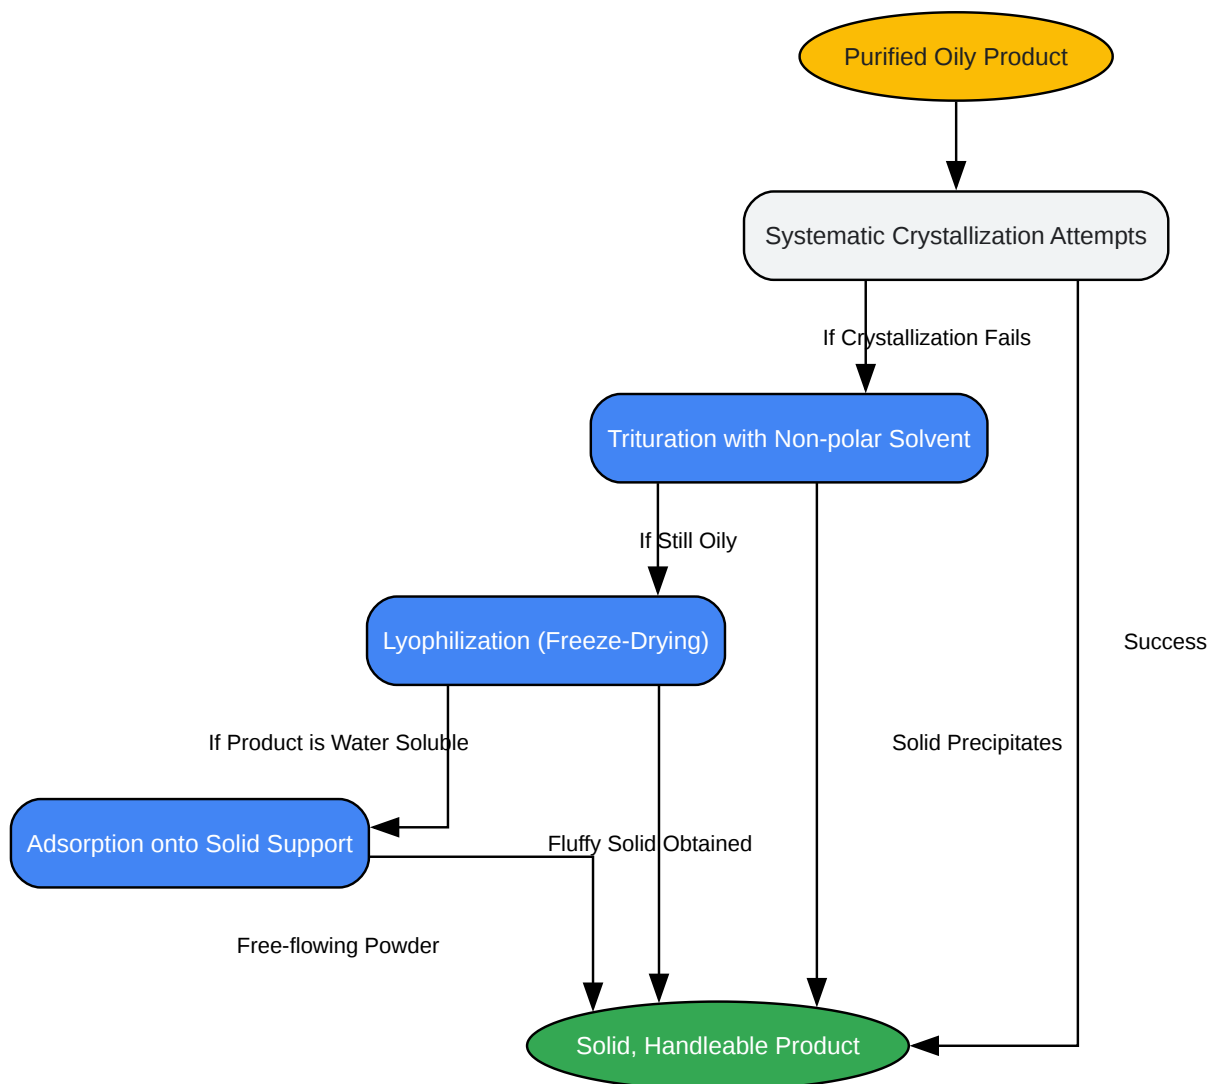 Purified Oily Product
Systematic Crystallization Attempts
If Crystallization Fails
Trituration with Non-polar Solvent
If Still Oily
Lyophilization (Freeze-Drying)
Success
If Product is Water Soluble
Solid Precipitates
Adsorption onto Solid Support
Fluffy Solid Obtained
Free-flowing Powder
Solid, Handleable Product